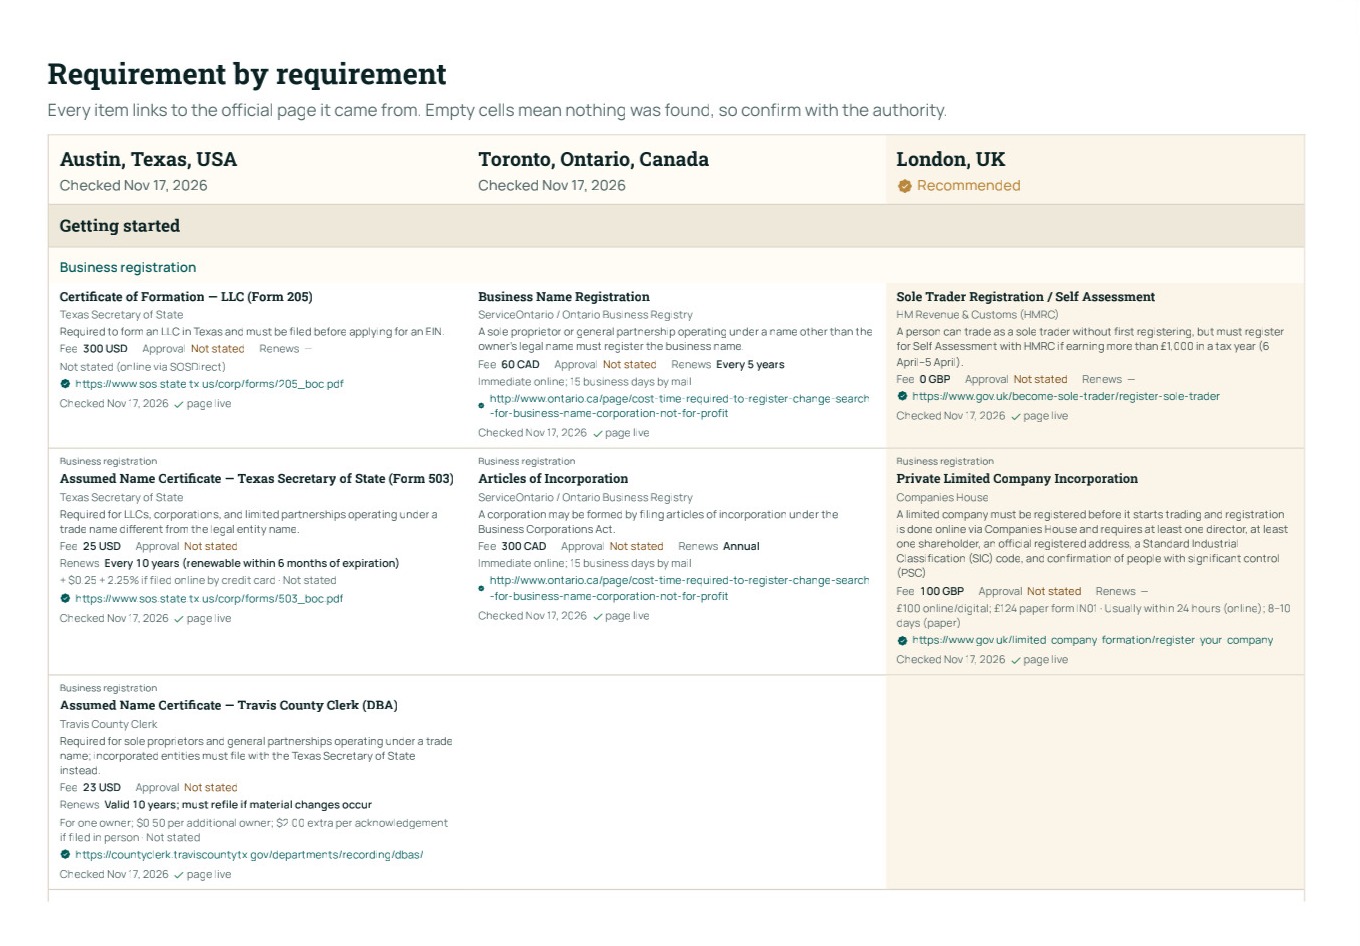 Requirement by requirement
Every item links to the official page it came from. Empty cells mean nothing was found, so confirm with the authority.
Austin, Texas, USA
Checked Nov 17, 2026
Toronto, Ontario, Canada
Checked Nov 17, 2026
London, UK
Recommended
Getting started
Business registration
Certificate of Formation — LLC (Form 205)
Texas Secretary of State
Required to form an LLC in Texas and must be filed before applying for an EIN.
Fee 300 USD Approval Not stated Renews —
Not stated (online via SOSDirect)
https://www.sos.state.tx.us/corp/forms/205_boc.pdf
Checked Nov 17, 2026 ✓ page live
Business Name Registration
ServiceOntario / Ontario Business Registry
A sole proprietor or general partnership operating under a name other than the
owner's legal name must register the business name.
Fee 60 CAD Approval Not stated Renews Every 5 years
Immediate online; 15 business days by mail
http://www.ontario.ca/page/cost-time-required-to-register-change-search
-for-business-name-corporation-not-for-profit
Checked Nov 17, 2026 ✓ page live
Sole Trader Registration / Self Assessment
HM Revenue & Customs (HMRC)
A person can trade as a sole trader without first registering, but must register
for Self Assessment with HMRC if earning more than £1,000 in a tax year (6
April–5 April).
Fee 0 GBP Approval Not stated Renews —
https://www.gov.uk/become-sole-trader/register-sole-trader
Checked Nov 17, 2026 ✓ page live
Business registration
Assumed Name Certificate — Texas Secretary of State (Form 503)
Texas Secretary of State
Required for LLCs, corporations, and limited partnerships operating under a
trade name different from the legal entity name.
Fee 25 USD Approval Not stated
Renews Every 10 years (renewable within 6 months of expiration)
+ $0.25 + 2.25% if filed online by credit card · Not stated
https://www.sos.state.tx.us/corp/forms/503_boc.pdf
Checked Nov 17, 2026 ✓ page live
Business registration
Articles of Incorporation
ServiceOntario / Ontario Business Registry
A corporation may be formed by filing articles of incorporation under the
Business Corporations Act.
Fee 300 CAD Approval Not stated Renews Annual
Immediate online; 15 business days by mail
http://www.ontario.ca/page/cost-time-required-to-register-change-search
-for-business-name-corporation-not-for-profit
Checked Nov 17, 2026 ✓ page live
Business registration
Private Limited Company Incorporation
Companies House
A limited company must be registered before it starts trading and registration
is done online via Companies House and requires at least one director, at least
one shareholder, an official registered address, a Standard Industrial
Classification (SIC) code, and confirmation of people with significant control
(PSC)
Fee 100 GBP Approval Not stated Renews —
£100 online/digital; £124 paper form IN01 · Usually within 24 hours (online); 8–10
days (paper)
https://www.gov.uk/limited-company-formation/register-your-company
Checked Nov 17, 2026 ✓ page live
Business registration
Assumed Name Certificate — Travis County Clerk (DBA)
Travis County Clerk
Required for sole proprietors and general partnerships operating under a trade
name; incorporated entities must file with the Texas Secretary of State
instead.
Fee 23 USD Approval Not stated
Renews Valid 10 years; must refile if material changes occur
For one owner; $0.50 per additional owner; $2.00 extra per acknowledgement
if filed in person · Not stated
https://countyclerk.traviscountytx.gov/departments/recording/dbas/
Checked Nov 17, 2026 ✓ page live